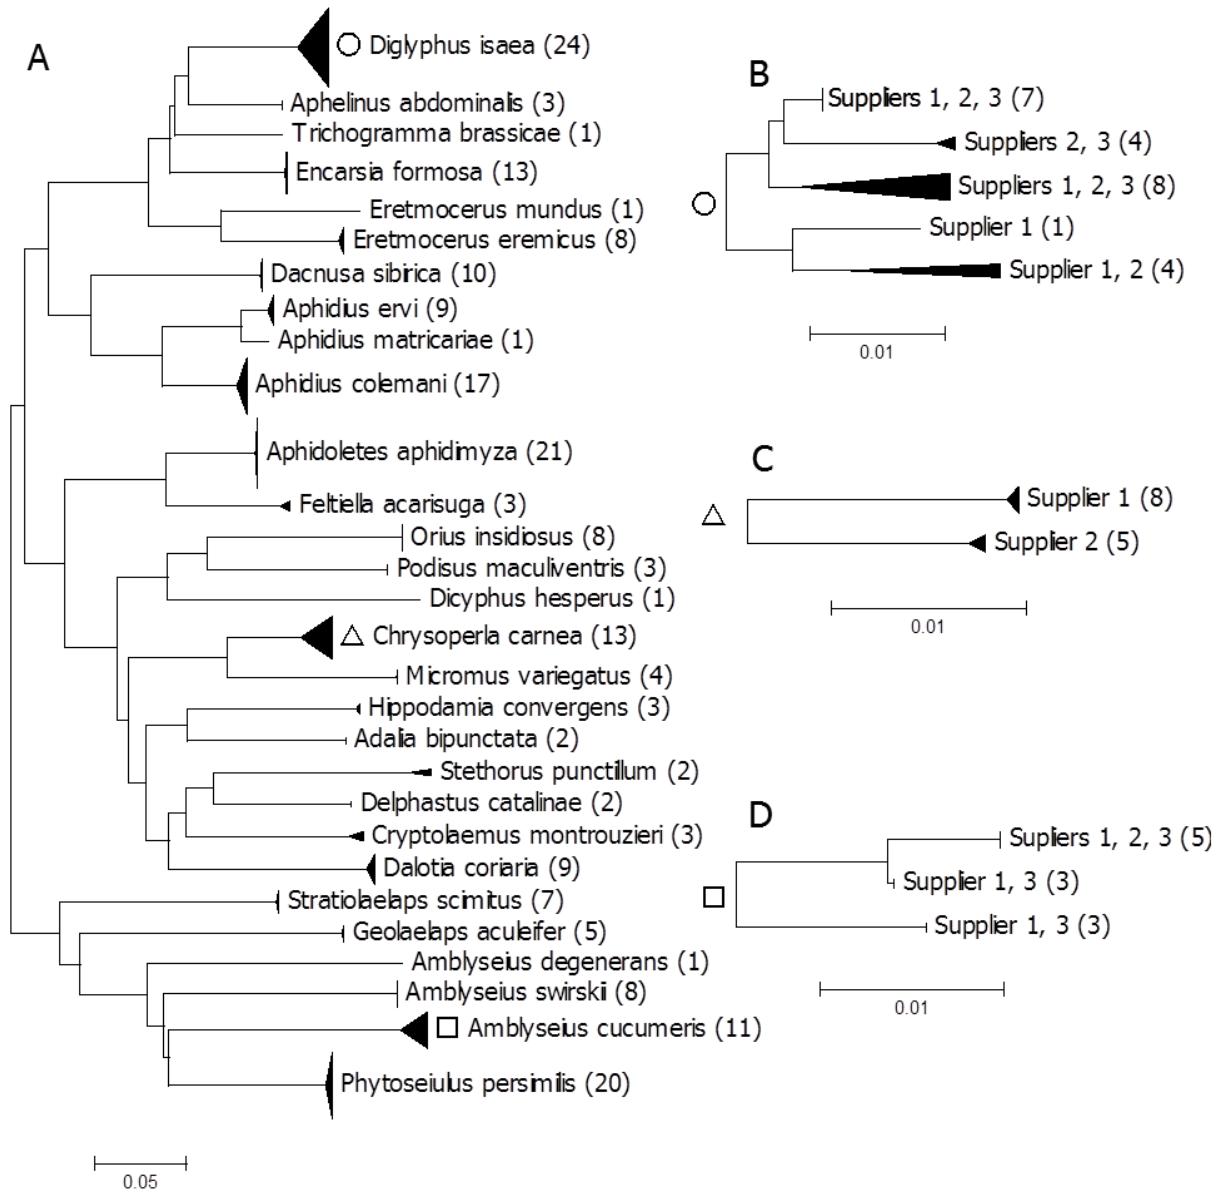 A
Diglyphus isaea (24)
Aphelinus abdominalis (3)
Trichogramma brassicae (1)
Encarsia formosa (13)
Eretmocerus mundus (1)
Eretmocerus eremicus (8)
Dacnusa sibirica (10)
Aphidius ervi (9)
Aphidius matricariae (1)
Aphidius colemani (17)
Aphidoletes aphidimyza (21)
Feltiella acarisuga (3)
Orius insidiosus (8)
Podisus maculiventris (3)
Dicyphus hesperus (1)
Chrysoperla carnea (13)
Micromus variegatus (4)
Hippodamia convergens (3)
Adalia bipunctata (2)
Stethorus punctillum (2)
Delphastus catalinae (2)
Cryptolaemus montrouzieri (3)
Dalotia coriaria (9)
Stratiolaelaps scimitus (7)
Geolaelaps aculeifer (5)
Amblyseius degenerans (1)
Amblyseius swirskii (8)
Amblyseius cucumeris (11)
Phytoseiulus persimilis (20)
0.05
B
Suppliers 1, 2, 3 (7)
Suppliers 2, 3 (4)
Suppliers 1, 2, 3 (8)
Supplier 1 (1)
Supplier 1, 2 (4)
0.01
C
Supplier 1 (8)
Supplier 2 (5)
0.01
D
Supliers 1, 2, 3 (5)
Supplier 1, 3 (3)
Supplier 1, 3 (3)
0.01